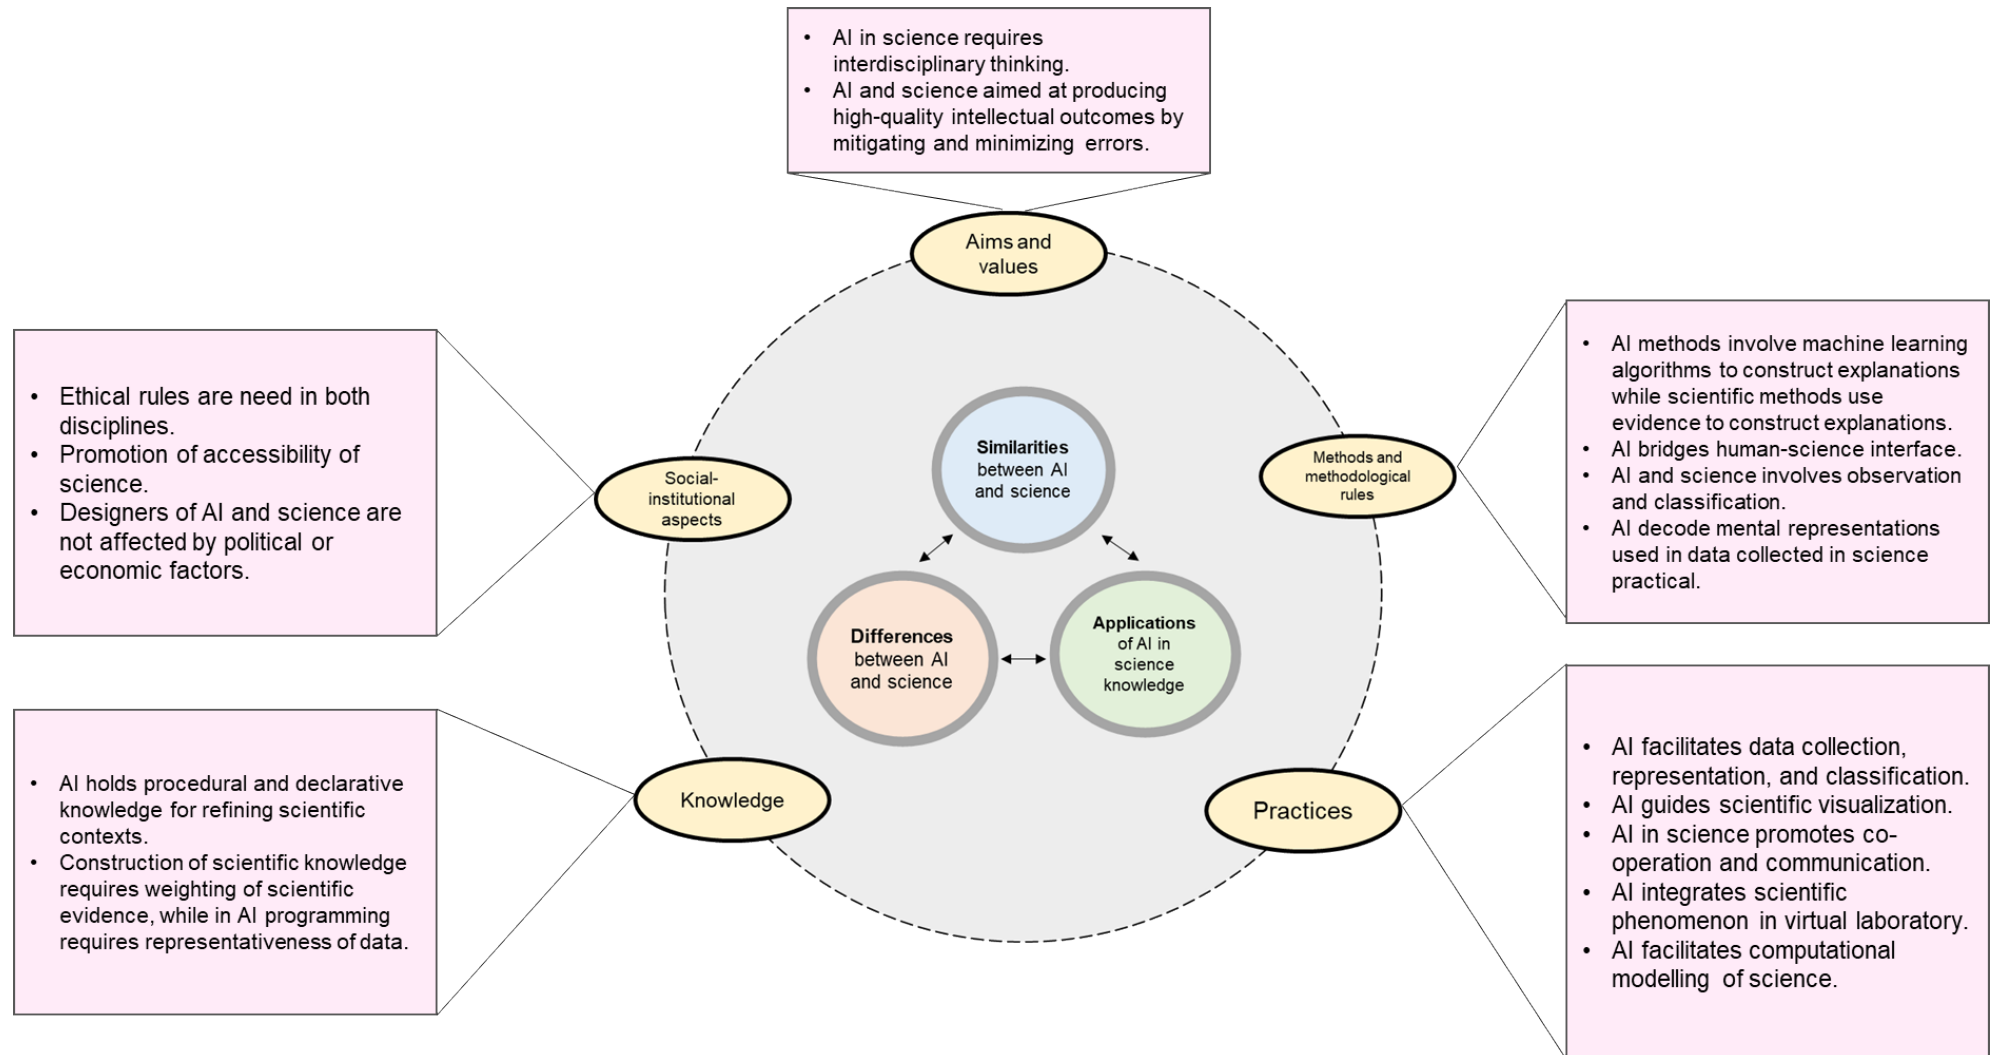 • AI in science requires
interdisciplinary thinking.
• AI and science aimed at producing
high-quality intellectual outcomes by
mitigating and minimizing errors.
Aims and
values
• Ethical rules are need in both
disciplines.
• Promotion of accessibility of
science.
• Designers of AI and science are
not affected by political or
economic factors.
Social-
institutional
aspects
Similarities
between AI
and science
Methods and
methodological
rules
• AI methods involve machine learning
algorithms to construct explanations
while scientific methods use
evidence to construct explanations.
• AI bridges human-science interface.
• AI and science involves observation
and classification.
• AI decode mental representations
used in data collected in science
practical.
Differences
between AI
and science
Applications
of AI in
science
knowledge
• AI holds procedural and declarative
knowledge for refining scientific
contexts.
• Construction of scientific knowledge
requires weighting of scientific
evidence, while in AI programming
requires representativeness of data.
Knowledge
Practices
• AI facilitates data collection,
representation, and classification.
• AI guides scientific visualization.
• AI in science promotes co-
operation and communication.
• AI integrates scientific
phenomenon in virtual laboratory.
• AI facilitates computational
modelling of science.